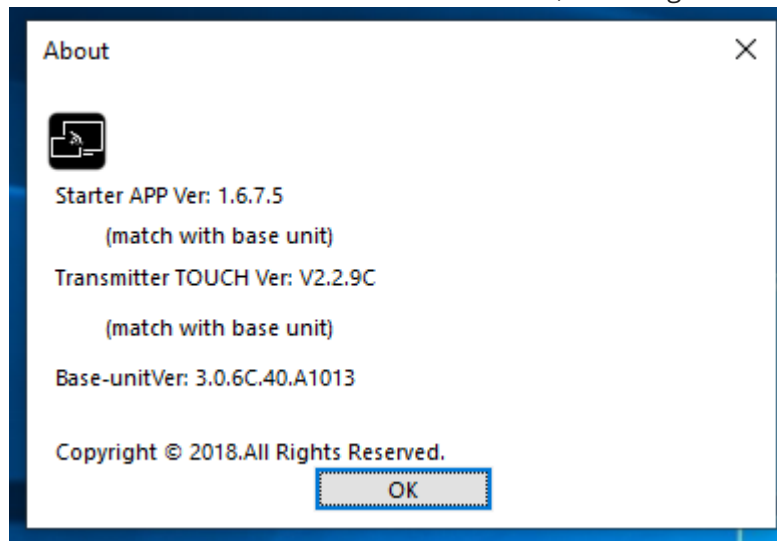 About
Starter APP Ver: 1.6.7.5
(match with base unit)
Transmitter TOUCH Ver: V2.2.9C
(match with base unit)
Base-unitVer: 3.0.6C.40.A1013
Copyright © 2018.All Rights Reserved.
OK